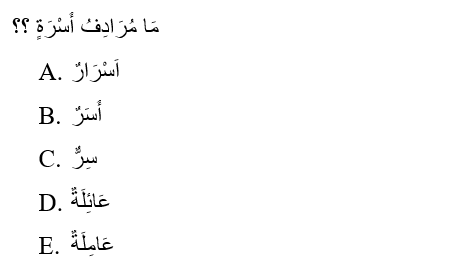 مَا مُرَادِفُ أُسْرَةٍ ؟؟
A. اَسْرَارٌ
B. أُسَرٌ
C. سِرٌّ
D. عَائِلَةٌ
E. عَامِلَةٌ